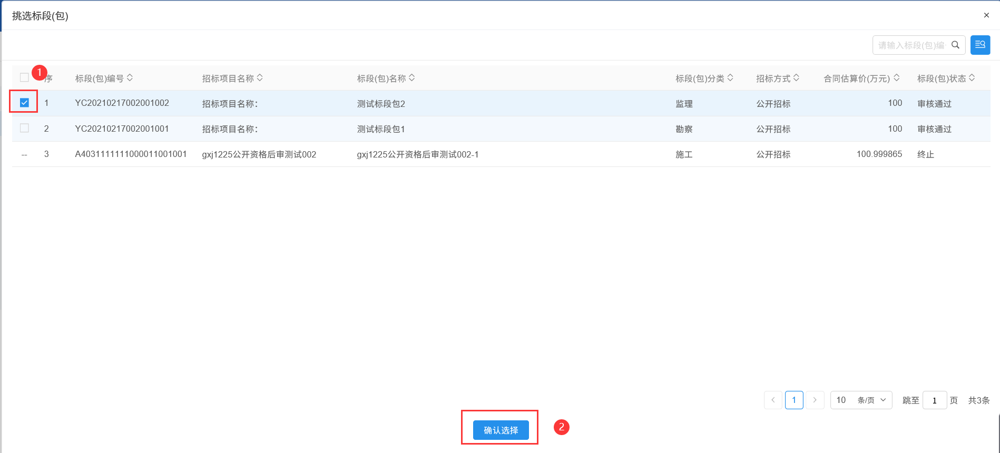 挑选标段(包)
×
请输入标段(包)编
1
序 标段(包)编号 招标项目名称 标段(包)名称 标段(包)分类 招标方式 合同估算价(万元) 标段(包)状态
1 YC20210217002001002 招标项目名称： 测试标段包2 监理 公开招标 100 审核通过
2 YC20210217002001001 招标项目名称： 测试标段包1 勘察 公开招标 100 审核通过
-- 3 A4031111111000011001001 gxj1225公开资格后审测试002 gxj1225公开资格后审测试002-1 施工 公开招标 100.999865 终止
1 10 条/页 跳至 1 页 共3条
确认选择 2